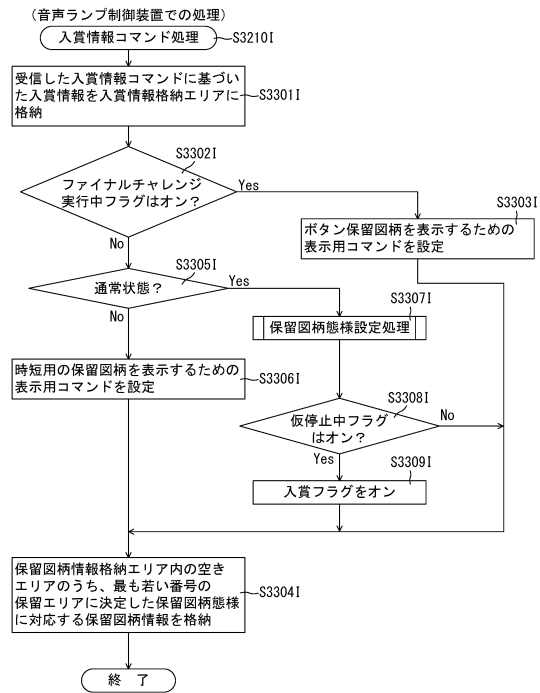 (音声ランプ制御装置での処理)
入賞情報コマンド処理
S3210I
受信した入賞情報コマンドに基づい
た入賞情報を入賞情報格納エリアに
格納
S3301I
S3302I
ファイナルチャレンジ
実行中フラグはオン？
Yes
No
S3303I
ボタン保留図柄を表示するための
表示用コマンドを設定
S3305I
通常状態？
Yes
No
S3307I
保留図柄態様設定処理
時短用の保留図柄を表示するための
表示用コマンドを設定
S3306I
S3308I
仮停止中フラグ
はオン？
No
Yes
S3309I
入賞フラグをオン
保留図柄情報格納エリア内の空き
エリアのうち、最も若い番号の
保留エリアに決定した保留図柄態様
に対応する保留図柄情報を格納
S3304I
終　了